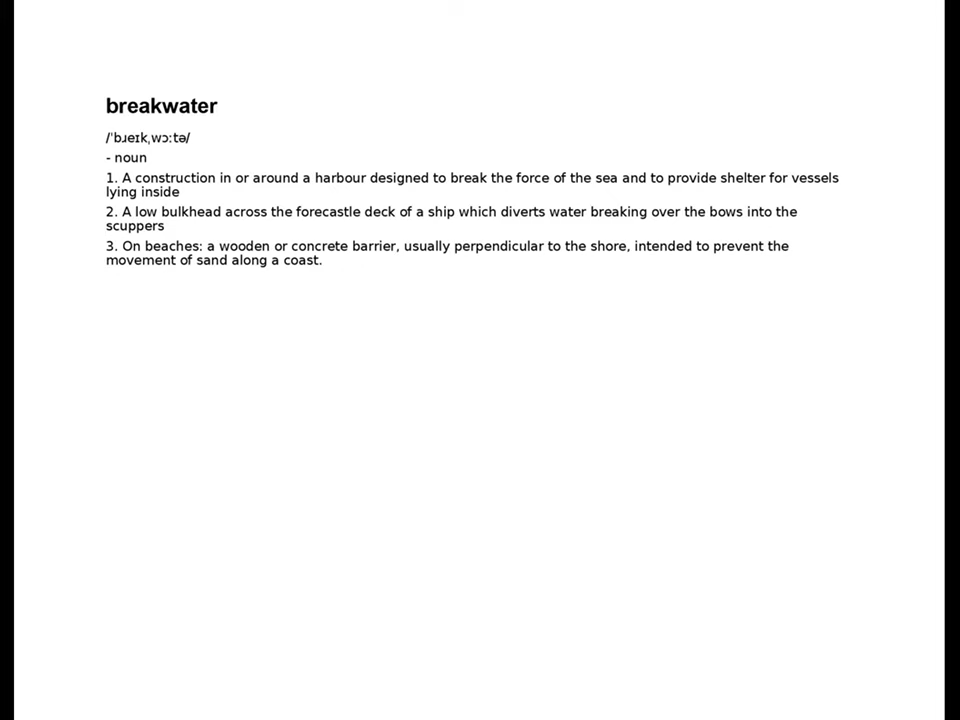 breakwater
/ˈbɹeɪkˌwɔːtə/
- noun
1. A construction in or around a harbour designed to break the force of the sea and to provide shelter for vessels
lying inside
2. A low bulkhead across the forecastle deck of a ship which diverts water breaking over the bows into the
scuppers
3. On beaches: a wooden or concrete barrier, usually perpendicular to the shore, intended to prevent the
movement of sand along a coast.